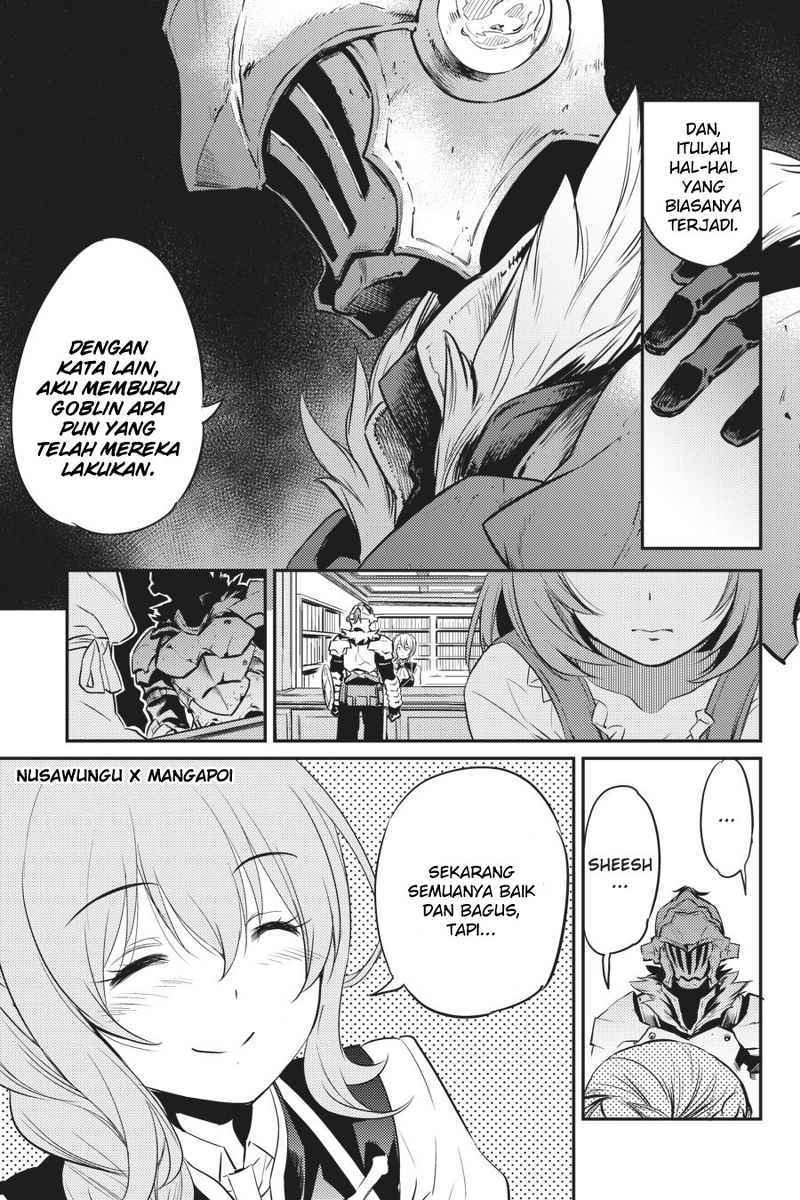 DAN,
ITULAH
HAL-HAL
YANG
BIASANYA
TERJADI.
DENGAN
KATA LAIN,
AKU MEMBURU
GOBLIN APA
PUN YANG
TELAH MEREKA
LAKUKAN.
...
SHEESH
...
SEKARANG
SEMUANYA BAIK
DAN BAGUS,
TAPI...
NUSAWUNGU X MANGAPOI